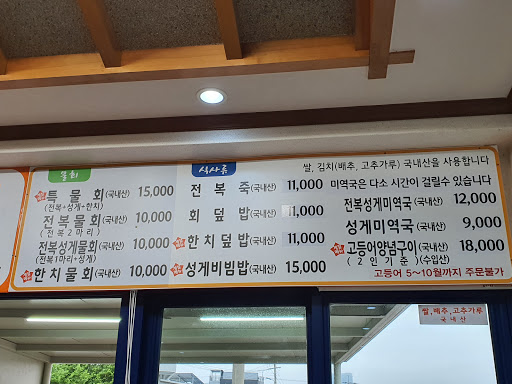 물회
특물회(국내산) 15,000
(전복+성게+한치)
전복물회(국내산) 10,000
(전복2마리)
전복성게물회(국내산) 10,000
(전복1마리+성게)
한치물회(국내산) 10,000
식사류
전복죽(국내산) 11,000
회덮밥(국내산) 11,000
한치덮밥(국내산) 11,000
성게비빔밥(국내산) 15,000
쌀, 김치(배추, 고추가루) 국내산을 사용합니다
미역국은 다소 시간이 걸릴수 있습니다
전복성게미역국(국내산) 12,000
성게미역국(국내산) 9,000
고등어양념구이(국내산) 18,000
(2인기준) (수입산)
고등어 5~10월까지 주문불가
쌀,배추,고추가루
국내산